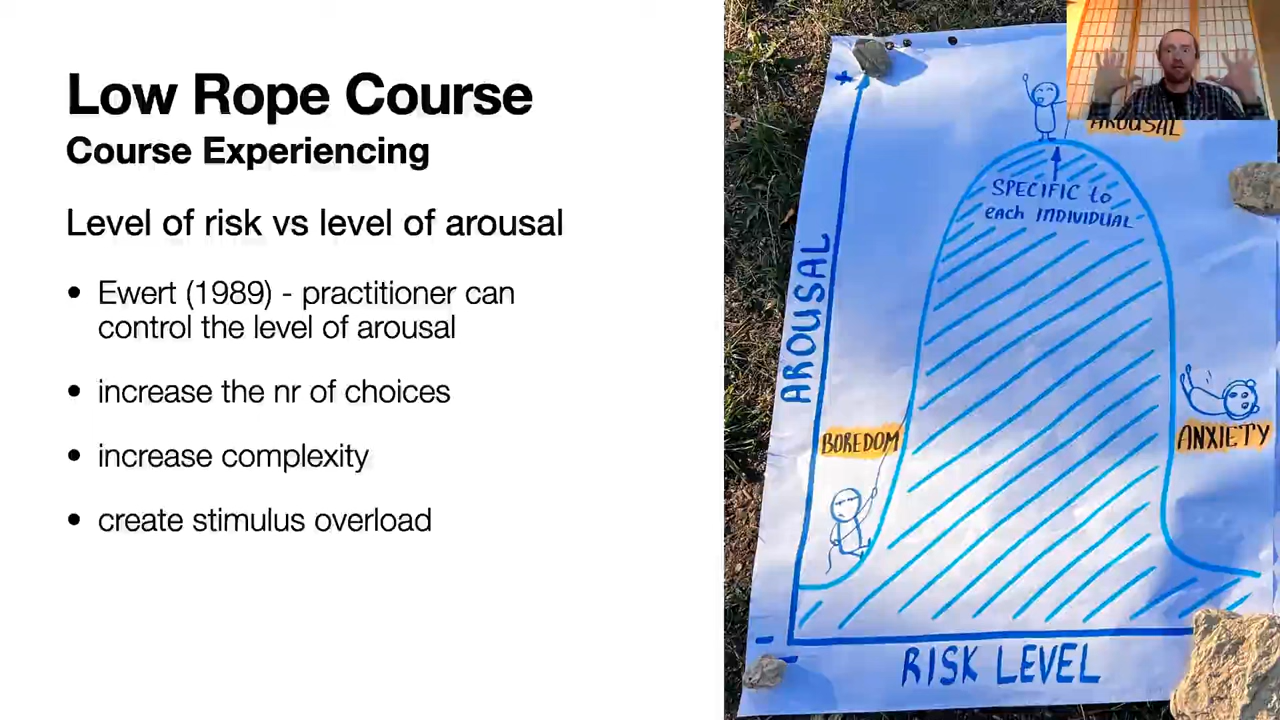 Low Rope Course
Course Experiencing
Level of risk vs level of arousal
• Ewert (1989) - practitioner can
control the level of arousal
• increase the nr of choices
• increase complexity
• create stimulus overload
+
AROUSAL
SPECIFIC to
each INDIVIDUAL
AROUSAL
BOREDOM
ANXIETY
-
RISK LEVEL